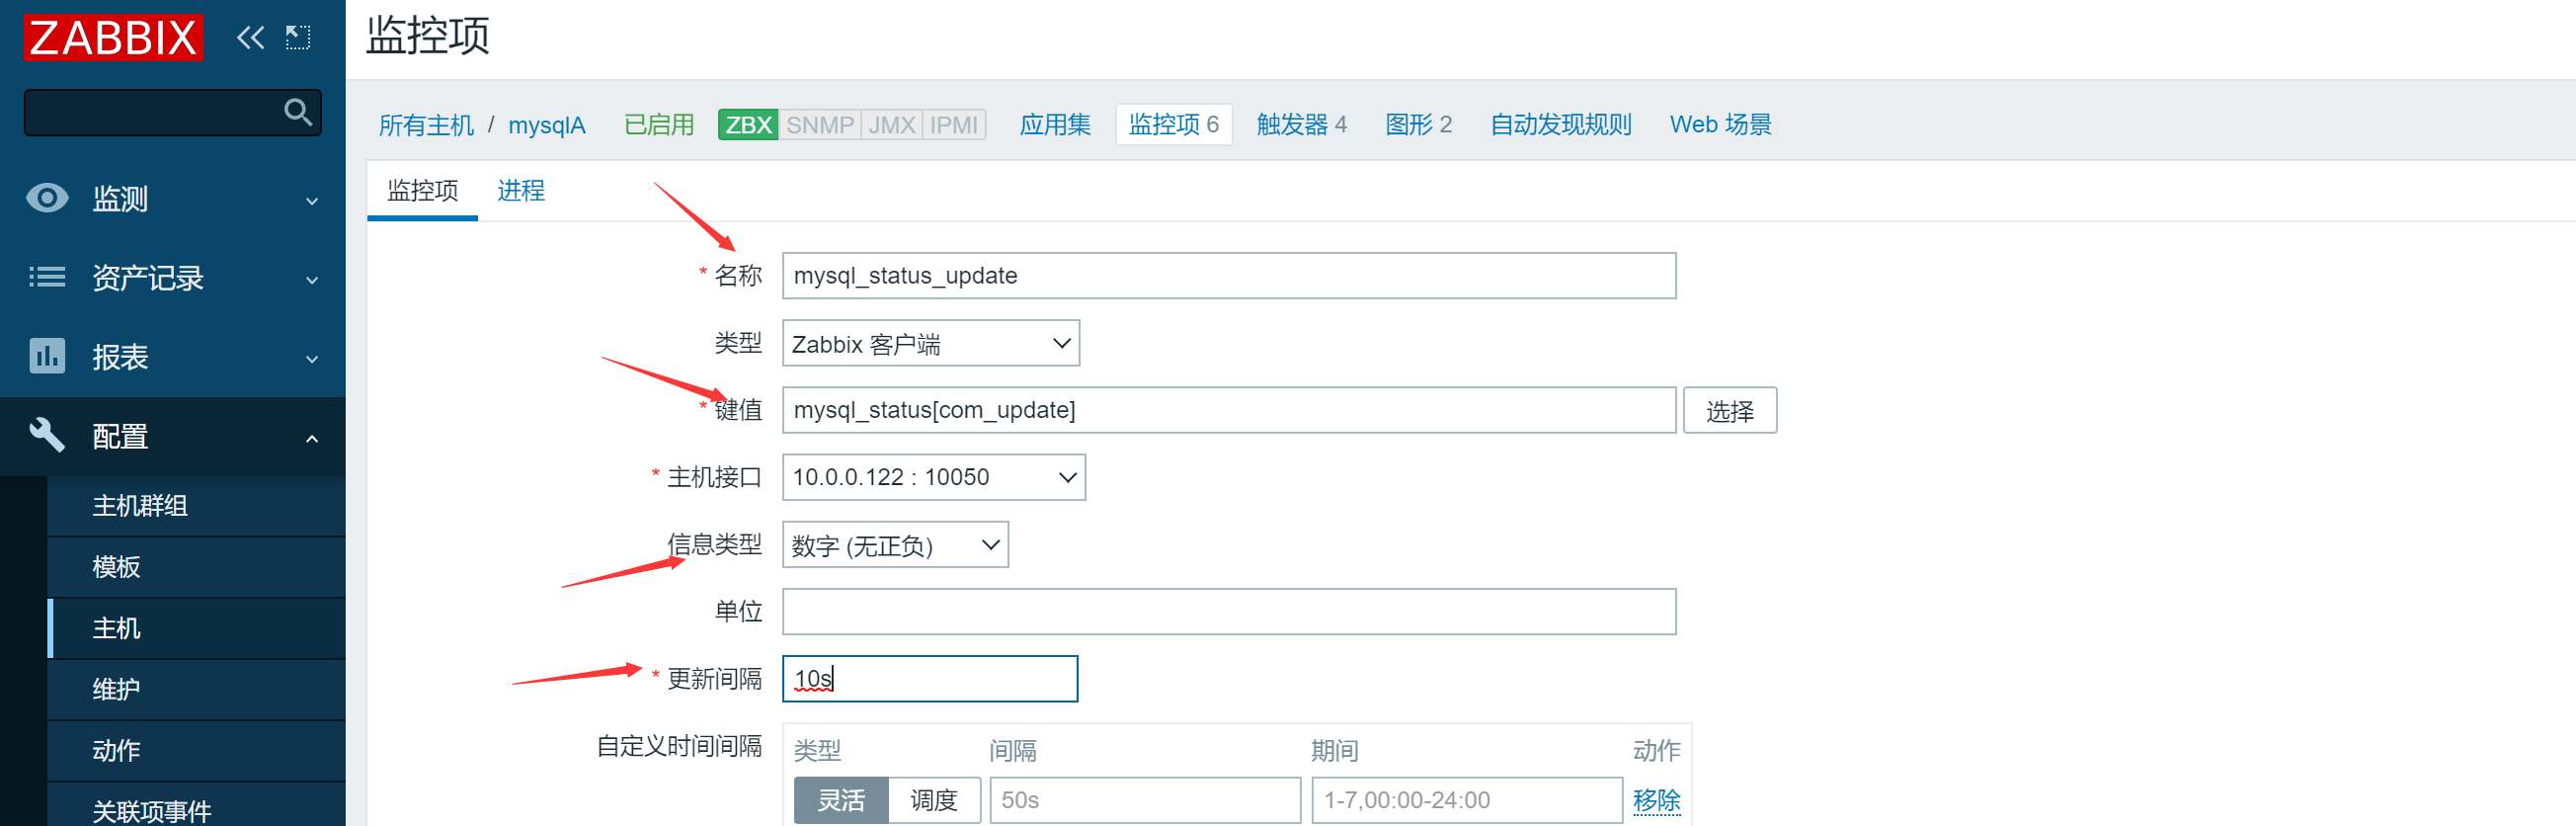 ZABBIX
监控项
所有主机 / mysqlA 已启用 ZBX SNMP JMX IPMI 应用集 监控项 6 触发器 4 图形 2 自动发现规则 Web 场景
监测
资产记录
报表
配置
主机群组
模板
主机
维护
动作
关联项事件
监控项 进程
* 名称 mysql_status_update
类型 Zabbix 客户端
* 键值 mysql_status[com_update] 选择
* 主机接口 10.0.0.122 : 10050
信息类型 数字 (无正负)
单位
* 更新间隔 10s
自定义时间间隔 类型 间隔 期间 动作
灵活 调度 50s 1-7,00:00-24:00 移除